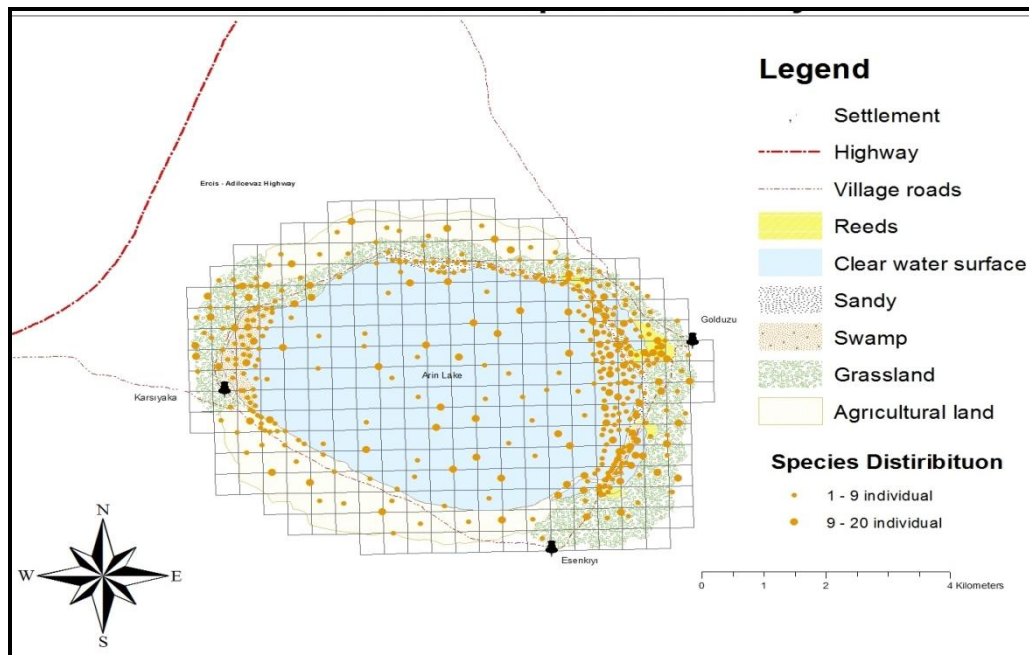 Legend
Settlement
Highway
Village roads
Reeds
Clear water surface
Sandy
Swamp
Grassland
Agrıcultural land
Species Distiribituon
1 - 9 individual
9 - 20 individual
Ercis - Adilcevaz Highway
Golduzu
Arin Lake
Karsıyaka
Esenkıyı
N
W
E
S
0 1 2 4 Kilometers